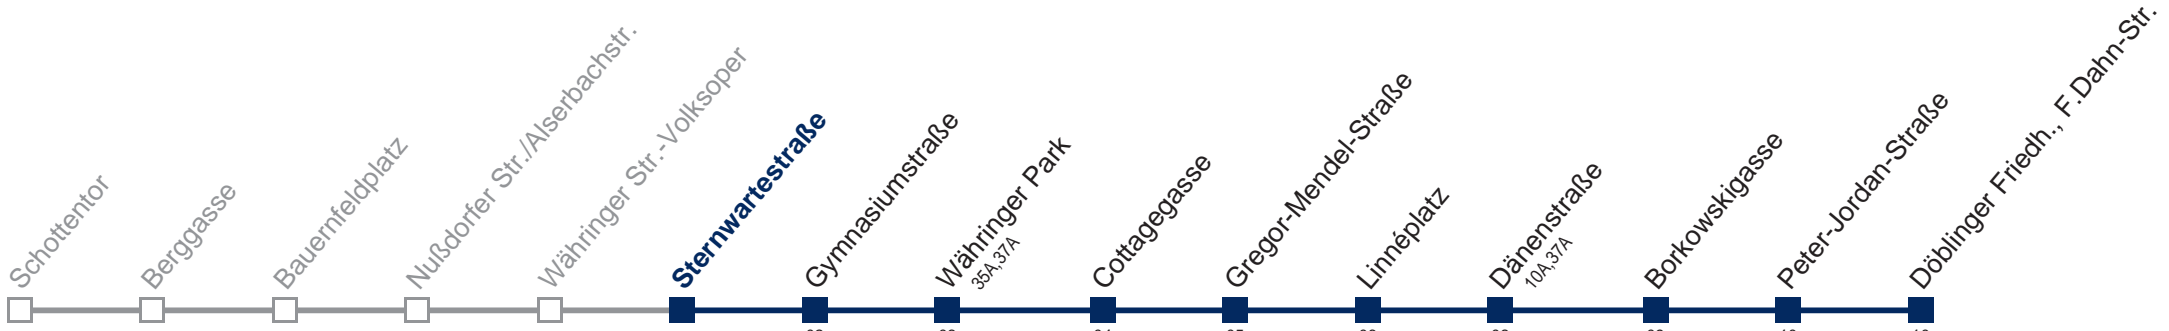 Schottentor
Berggasse
Bauernfeldplatz
Nußdorfer Str./Alserbachstr.
Währinger Str.-Volksoper
Sternwartestraße
Gymnasiumstraße
Währinger Park
35A,37A
Cottagegasse
Gregor-Mendel-Straße
Linnéplatz
Dänenstraße
10A,37A
Borkowskigasse
Peter-Jordan-Straße
Döblinger Friedh., F.Dahn-Str.